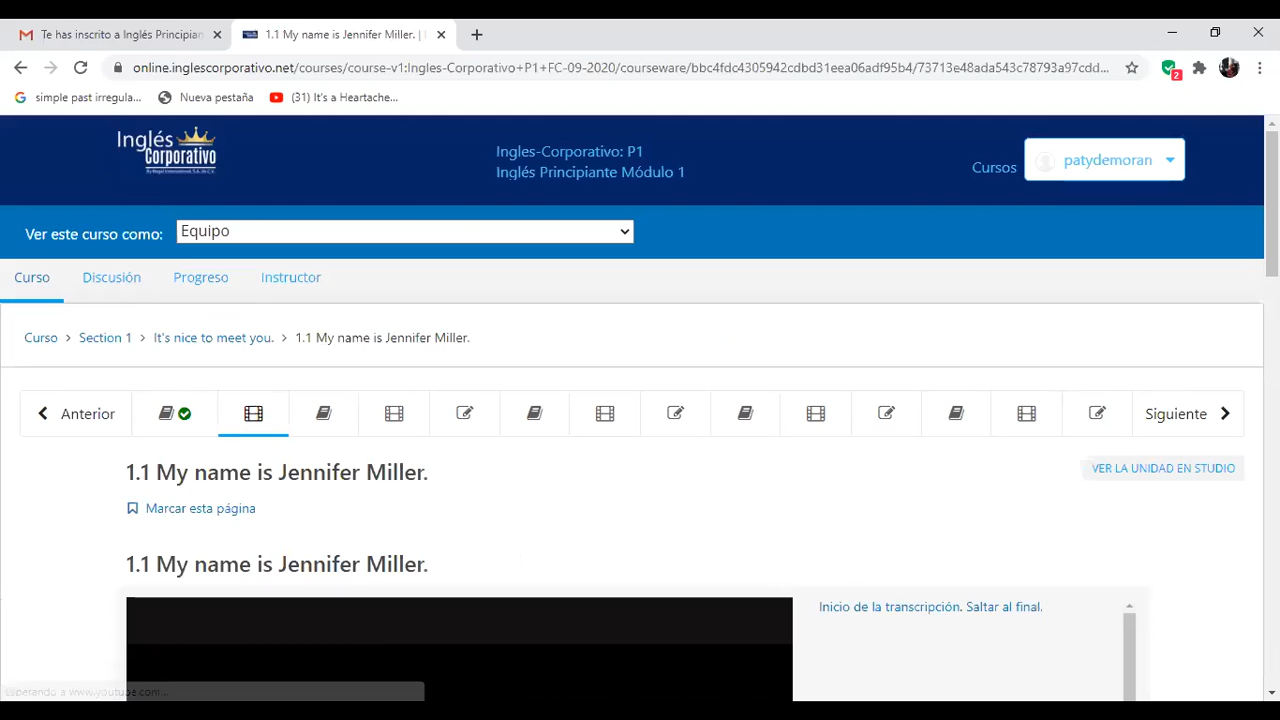 Te has inscrito a Inglés Principian
1.1 My name is Jennifer Miller. |
online.inglescorporativo.net/courses/course-v1:Ingles-Corporativo+P1+FC-09-2020/courseware/bbc4fdc4305942cdbd31eea06adf95b4/73713e48ada543c78793a97cdd...
2
simple past irregula...
Nueva pestaña
(31) It's a Heartache...
Inglés
Corporativo
Ingles-Corporativo: P1
Inglés Principiante Módulo 1
Cursos
patydemoran
Ver este curso como:
Equipo
Curso
Discusión
Progreso
Instructor
Curso > Section 1 > It's nice to meet you. > 1.1 My name is Jennifer Miller.
Anterior
Siguiente
1.1 My name is Jennifer Miller.
VER LA UNIDAD EN STUDIO
Marcar esta página
1.1 My name is Jennifer Miller.
Inicio de la transcripción. Saltar al final.
Esperando a www.youtube.com...